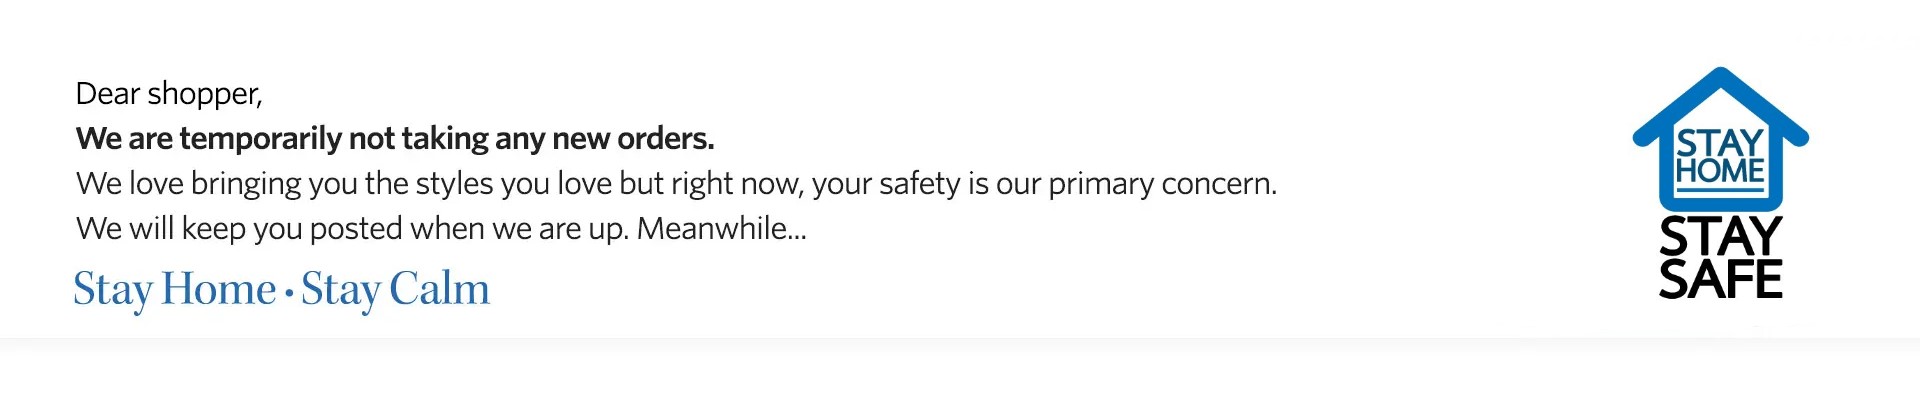 Dear shopper,
We are temporarily not taking any new orders.
We love bringing you the styles you love but right now, your safety is our primary concern.
We will keep you posted when we are up. Meanwhile...
Stay Home • Stay Calm
STAY
HOME
STAY
SAFE